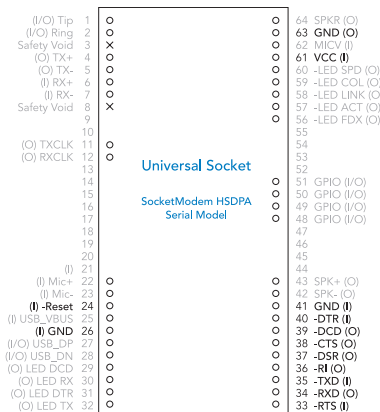 (I/O) Tip 1 64 SPKR (O)
(I/O) Ring 2 63 GND (O)
Safety Void 3 62 MICV (I)
(O) TX+ 4 61 VCC (I)
(O) TX- 5 60 -LED SPD (O)
(I) RX+ 6 59 -LED COL (O)
(I) RX- 7 58 -LED LINK (O)
Safety Void 8 57 -LED ACT (O)
9 56 -LED FDX (O)
10 55
(O) TXCLK 11 54
(O) RXCLK 12 53
13 52
Universal Socket
14 51 GPIO (I/O)
15 50 GPIO (I/O)
SocketModem HSDPA
16 49 GPIO (I/O)
Serial Model
17 48 GPIO (I/O)
18 47
19 46
20 45
(I) 21 44
(I) Mic+ 22 43 SPK+ (O)
(I) Mic- 23 42 SPK- (O)
(I) -Reset 24 41 GND (I)
(I) USB_VBUS 25 40 -DTR (I)
(I) GND 26 39 -DCD (O)
(I/O) USB_DP 27 38 -CTS (O)
(I/O) USB_DN 28 37 -DSR (O)
(O) LED DCD 29 36 -RI (O)
(O) LED RX 30 35 -TXD (I)
(O) LED DTR 31 34 -RXD (O)
(O) LED TX 32 33 -RTS (I)